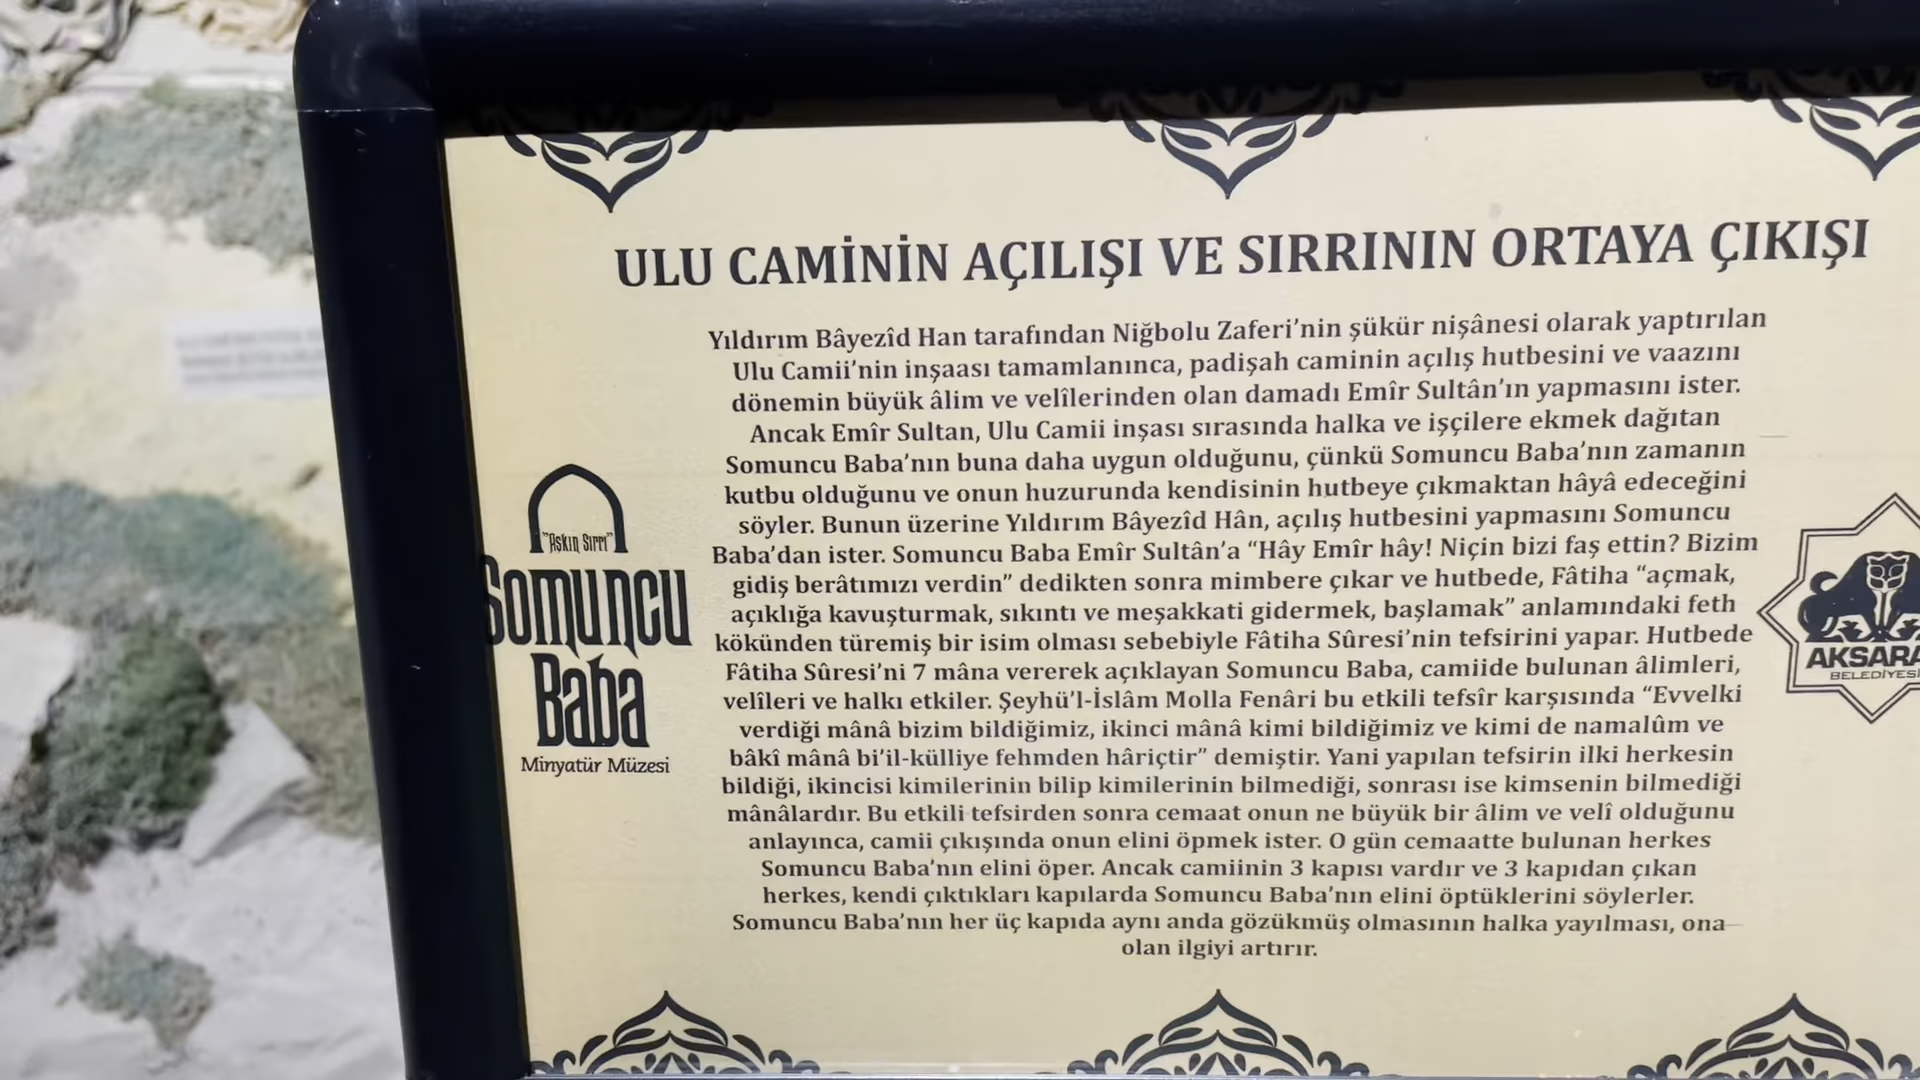 ULU CAMİNİN AÇILIŞI VE SIRRININ ORTAYA ÇIKIŞI
Yıldırım Bâyezîd Han tarafından Niğbolu Zaferi’nin şükür nişânesi olarak yaptırılan
Ulu Camii’nin inşaası tamamlanınca, padişah caminin açılış hutbesini ve vaazını
dönemin büyük âlim ve velîlerinden olan damadı Emîr Sultân’ın yapmasını ister.
Ancak Emîr Sultan, Ulu Camii inşası sırasında halka ve işçilere ekmek dağıtan
Somuncu Baba’nın buna daha uygun olduğunu, çünkü Somuncu Baba’nın zamanın
kutbu olduğunu ve onun huzurunda kendisinin hutbeye çıkmaktan hâyâ edeceğini
söyler. Bunun üzerine Yıldırım Bâyezîd Hân, açılış hutbesini yapmasını Somuncu
Baba’dan ister. Somuncu Baba Emîr Sultân’a “Hây Emîr hây! Niçin bizi faş ettin? Bizim
gidiş berâtımızı verdin” dedikten sonra mimbere çıkar ve hutbede, Fâtiha “açmak,
açıklığa kavuşturmak, sıkıntı ve meşakkati gidermek, başlamak” anlamındaki feth
kökünden türemiş bir isim olması sebebiyle Fâtiha Sûresi’nin tefsirini yapar. Hutbede
Fâtiha Sûresi’ni 7 mâna vererek açıklayan Somuncu Baba, camiide bulunan âlimleri,
velîleri ve halkı etkiler. Şeyhü’l-İslâm Molla Fenâri bu etkili tefsîr karşısında “Evvelki
verdiği mânâ bizim bildiğimiz, ikinci mânâ kimi bildiğimiz ve kimi de namalûm ve
bâkî mânâ bi’il-külliye fehmden hâriçtir” demiştir. Yani yapılan tefsirin ilki herkesin
bildiği, ikincisi kimilerinin bilip kimilerinin bilmediği, sonrası ise kimsenin bilmediği
mânâlardır. Bu etkili tefsirden sonra cemaat onun ne büyük bir âlim ve velî olduğunu
anlayınca, camii çıkışında onun elini öpmek ister. O gün cemaatte bulunan herkes
Somuncu Baba’nın elini öper. Ancak camiinin 3 kapısı vardır ve 3 kapıdan çıkan
herkes, kendi çıktıkları kapılarda Somuncu Baba’nın elini öptüklerini söylerler.
Somuncu Baba’nın her üç kapıda aynı anda gözükmüş olmasının halka yayılması, ona
olan ilgiyi artırır.
"Aşkın Sırrı"
Somuncu
Baba
Minyatür Müzesi
AKSARA
BELEDİYESİ